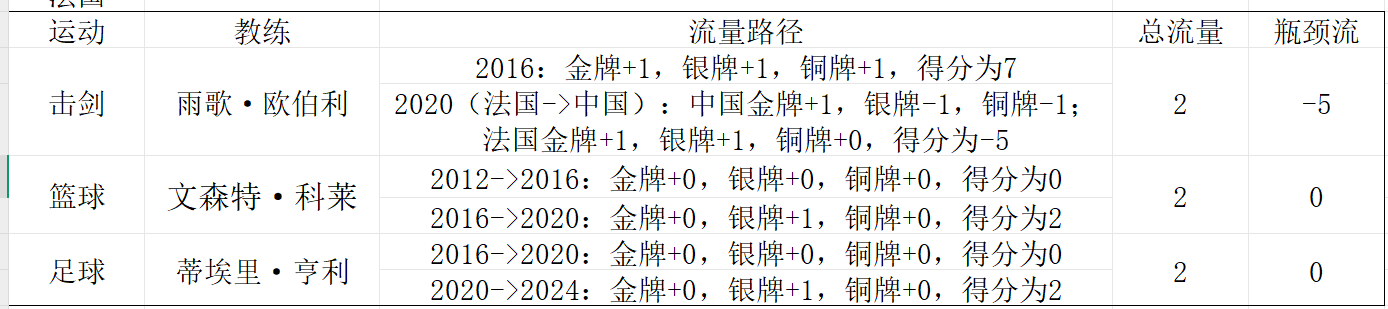 法国
运动 教练 流量路径 总流量 瓶颈流
2016：金牌+1，银牌+1，铜牌+1，得分为7
击剑 雨歌·欧伯利 2020（法国->中国）：中国金牌+1，银牌-1，铜牌-1； 2 -5
法国金牌+1，银牌+1，铜牌+0，得分为-5
2012->2016：金牌+0，银牌+0，铜牌+0，得分为0
篮球 文森特·科莱 2 0
2016->2020：金牌+0，银牌+1，铜牌+0，得分为2
2016->2020：金牌+0，银牌+0，铜牌+0，得分为0
足球 蒂埃里·亨利 2 0
2020->2024：金牌+0，银牌+1，铜牌+0，得分为2